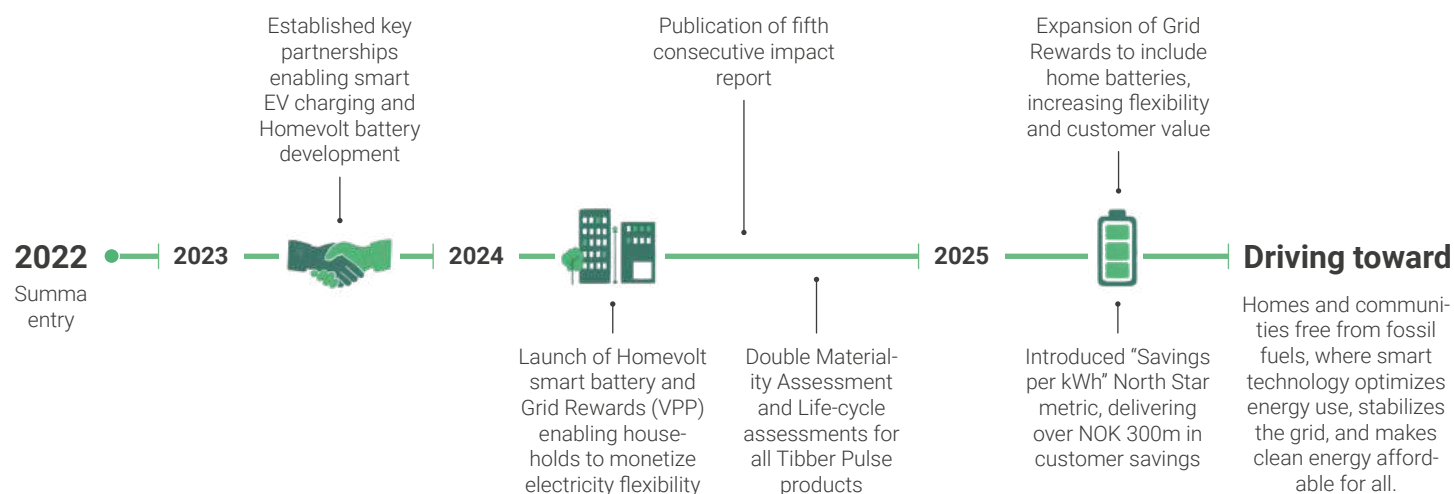 Established key
partnerships
enabling smart
EV charging and
Homevolt battery
development
Publication of fifth
consecutive impact
report
Expansion of Grid
Rewards to include
home batteries,
increasing flexibility
and customer value
2022
Summa
entry
2023
2024
2025
Driving toward
Homes and communi-
ties free from fossil
fuels, where smart
technology optimizes
energy use, stabilizes
the grid, and makes
clean energy afford-
able for all.
Launch of Homevolt
smart battery and
Grid Rewards (VPP)
enabling house-
holds to monetize
electricity flexibility
Double Material-
ity Assessment
and Life-cycle
assessments for
all Tibber Pulse
products
Introduced “Savings
per kWh” North Star
metric, delivering
over NOK 300m in
customer savings